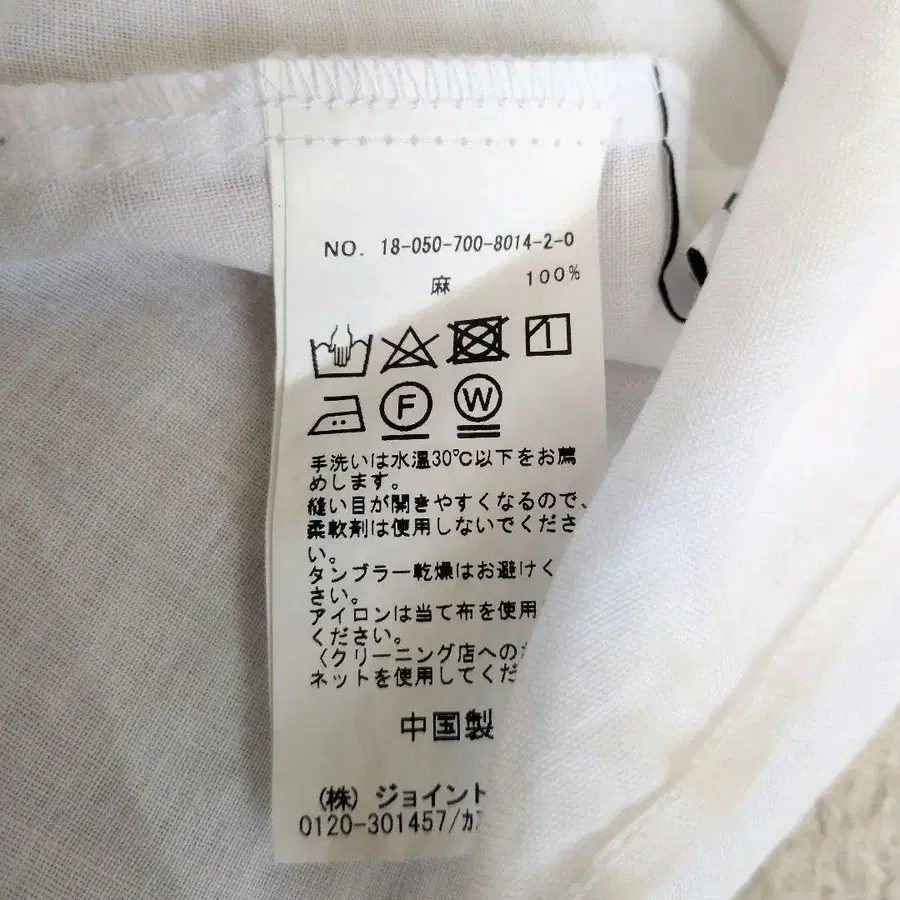 NO. 18-050-700-8014-2-0
麻 100%
F W
手洗いは水温30℃以下をお薦
めします。
縫い目が開きやすくなるので、
柔軟剤は使用しないでくださ
い。
タンブラー乾燥はお避けく
さい。
アイロンは当て布を使用
ください。
〈クリーニング店への
ネットを使用してくだ
中国製
(株) ジョイント
0120-301457/カ